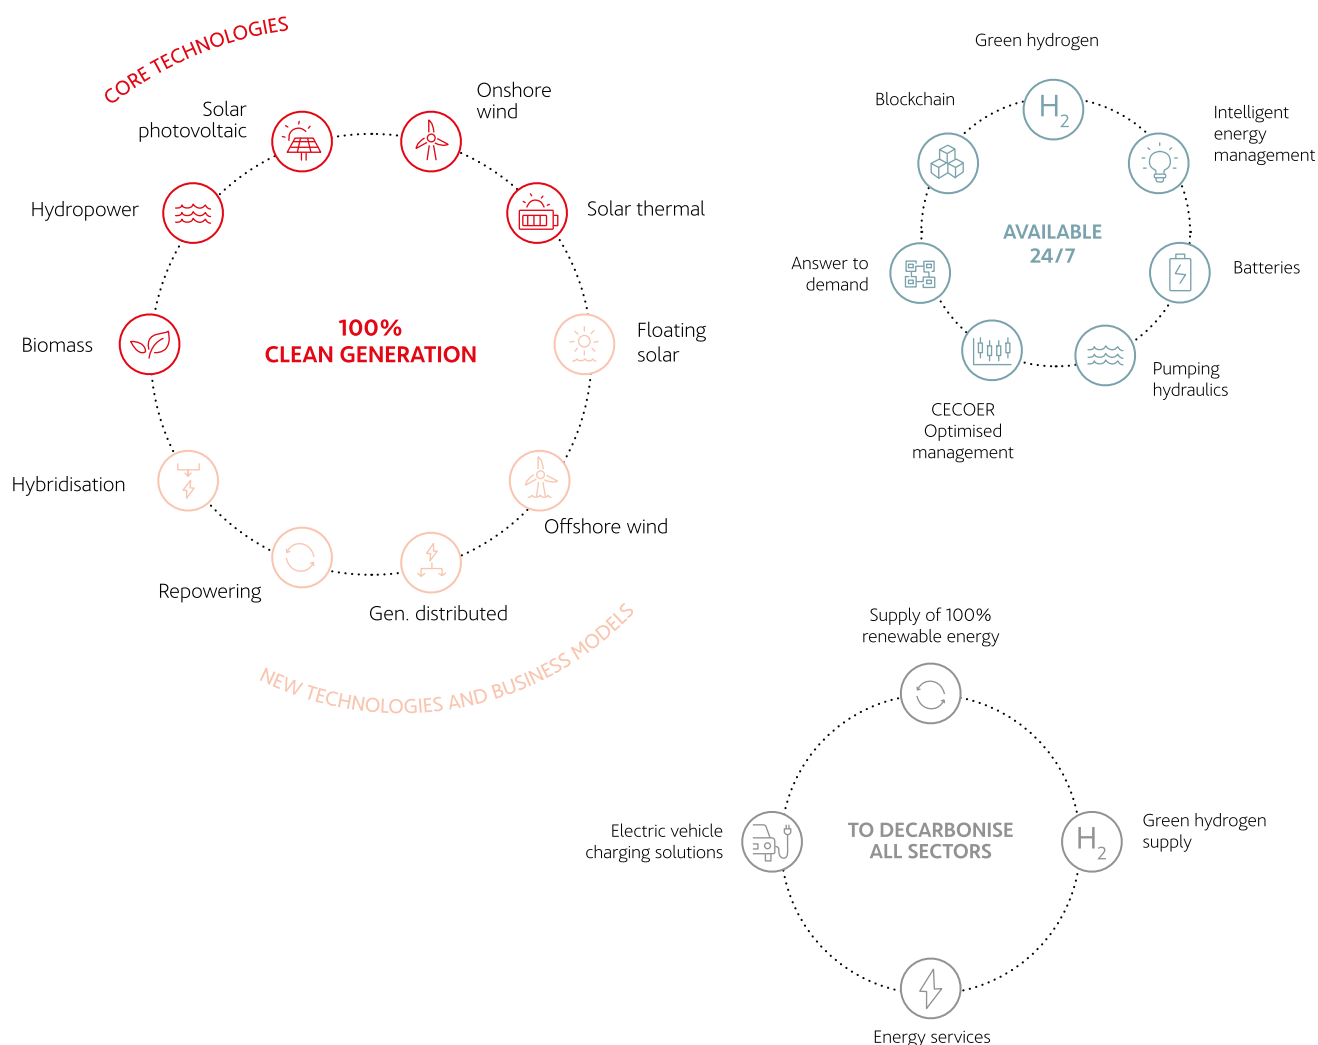 CORE TECHNOLOGIES
Solar
photovoltaic
Onshore
wind
Hydropower
Solar thermal
Biomass
100%
CLEAN GENERATION
Floating
solar
Hybridisation
Offshore wind
Repowering
Gen. distributed
NEW TECHNOLOGIES AND BUSINESS MODELS
Green hydrogen
H2
Blockchain
Intelligent
energy
management
AVAILABLE
24/7
Answer to
demand
Batteries
Pumping
hydraulics
CECOER
Optimised
management
Supply of 100%
renewable energy
Electric vehicle
charging solutions
TO DECARBONISE
ALL SECTORS
H2
Green hydrogen
supply
Energy services